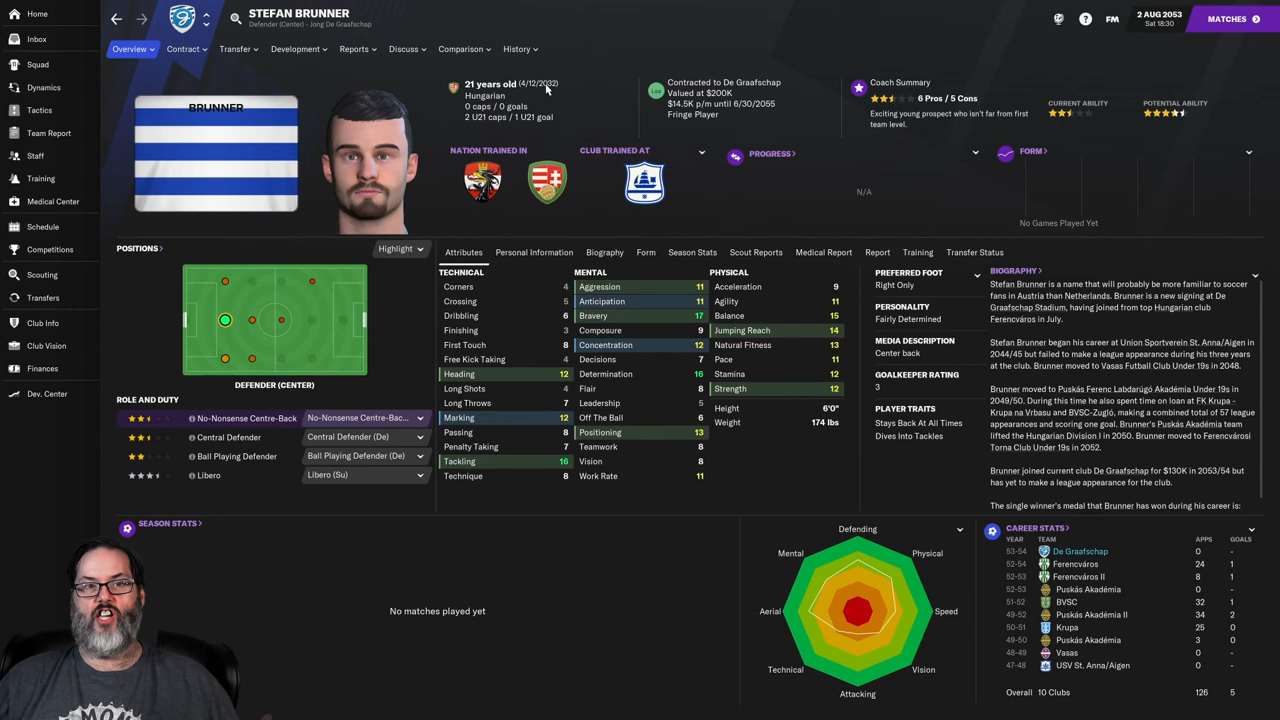 Home
Inbox
Squad
Dynamics
Tactics
Team Report
Staff
Training
Medical Center
Schedule
Competitions
Scouting
Transfers
Club Info
Club Vision
Finances
Dev. Center
STEFAN BRUNNER
Defender (Center) - Jong De Graafschap
FM
2 AUG 2053
Sat 18:30
MATCHES
Overview
Contract
Transfer
Development
Reports
Discuss
Comparison
History
BRUNNER
21 years old (4/12/2032)
Hungarian
0 caps / 0 goals
2 U21 caps / 1 U21 goal
Loa
Contracted to De Graafschap
Valued at $200K
$14.5K p/m until 6/30/2055
Fringe Player
Coach Summary
6 Pros / 5 Cons
Exciting young prospect who isn't far from first
team level.
CURRENT ABILITY
POTENTIAL ABILITY
NATION TRAINED IN
CLUB TRAINED AT
PROGRESS
N/A
FORM
No Games Played Yet
POSITIONS
Highlight
DEFENDER (CENTER)
ROLE AND DUTY
No-Nonsense Centre-Back
No-Nonsense Centre-Bac...
Central Defender
Central Defender (De)
Ball Playing Defender
Ball Playing Defender (De)
Libero
Libero (Su)
Attributes
Personal Information
Biography
Form
Season Stats
Scout Reports
Medical Report
Report
Training
Transfer Status
TECHNICAL
Corners 4
Crossing 5
Dribbling 6
Finishing 3
First Touch 8
Free Kick Taking 4
Heading 12
Long Shots 4
Long Throws 7
Marking 12
Passing 8
Penalty Taking 7
Tackling 16
Technique 8
MENTAL
Aggression 11
Anticipation 11
Bravery 17
Composure 9
Concentration 12
Decisions 7
Determination 16
Flair 8
Leadership 5
Off The Ball 6
Positioning 13
Teamwork 8
Vision 8
Work Rate 11
PHYSICAL
Acceleration 9
Agility 11
Balance 15
Jumping Reach 14
Natural Fitness 13
Pace 11
Stamina 12
Strength 12
Height 6'0"
Weight 174 lbs
PREFERRED FOOT
Right Only
PERSONALITY
Fairly Determined
MEDIA DESCRIPTION
Center back
GOALKEEPER RATING
3
PLAYER TRAITS
Stays Back At All Times
Dives Into Tackles
BIOGRAPHY
Stefan Brunner is a name that will probably be more familiar to soccer
fans in Austria than Netherlands. Brunner is a new signing at De
Graafschap Stadium, having joined from top Hungarian club
Ferencváros in July.
Stefan Brunner began his career at Union Sportverein St. Anna/Aigen in
2044/45 but failed to make a league appearance during his three years
at the club. Brunner moved to Vasas Futball Club Under 19s in 2048.
Brunner moved to Puskás Ferenc Labdarúgó Akadémia Under 19s in
2049/50. During this time he also spent time on loan at FK Krupa -
Krupa na Vrbasu and BVSC-Zugló, making a combined total of 57 league
appearances and scoring one goal. Brunner's Puskás Akadémia team
lifted the Hungarian Division I in 2050. Brunner moved to Ferencvárosi
Torna Club Under 19s in 2052.
Brunner joined current club De Graafschap for $130K in 2053/54 but
has yet to make a league appearance for the club.
The single winner's medal that Brunner has won during his career is:
SEASON STATS
No matches played yet
Defending
Physical
Speed
Vision
Attacking
Technical
Aerial
Mental
CAREER STATS
YEAR TEAM APPS GOALS
53-54 De Graafschap 0 -
52-54 Ferencváros 24 1
52-53 Ferencváros II 8 1
52-53 Puskás Akadémia 0 -
51-52 BVSC 32 1
49-52 Puskás Akadémia II 34 2
50-51 Krupa 25 0
49-50 Puskás Akadémia 3 0
48-49 Vasas 0 -
47-48 USV St. Anna/Aigen 0 -
Overall 10 Clubs 126 5